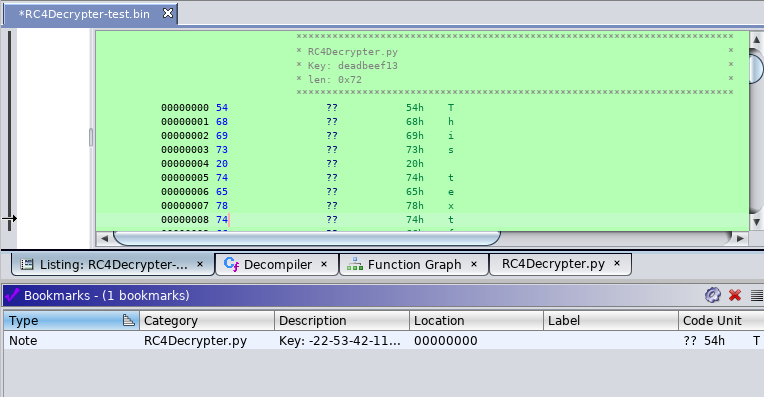 *RC4Decrypter-test.bin
*******************************************************************************
* RC4Decrypter.py *
* Key: deadbeef13 *
* len: 0x72 *
*******************************************************************************
00000000 54 ?? 54h T
00000001 68 ?? 68h h
00000002 69 ?? 69h i
00000003 73 ?? 73h s
00000004 20 ?? 20h
00000005 74 ?? 74h t
00000006 65 ?? 65h e
00000007 78 ?? 78h x
00000008 74 ?? 74h t
Listing: RC4Decrypter-... × Decompiler × Function Graph × RC4Decrypter.py ×
Bookmarks - (1 bookmarks)
Type Category Description Location Label Code Unit
Note RC4Decrypter.py Key: -22-53-42-11... 00000000 ?? 54h T